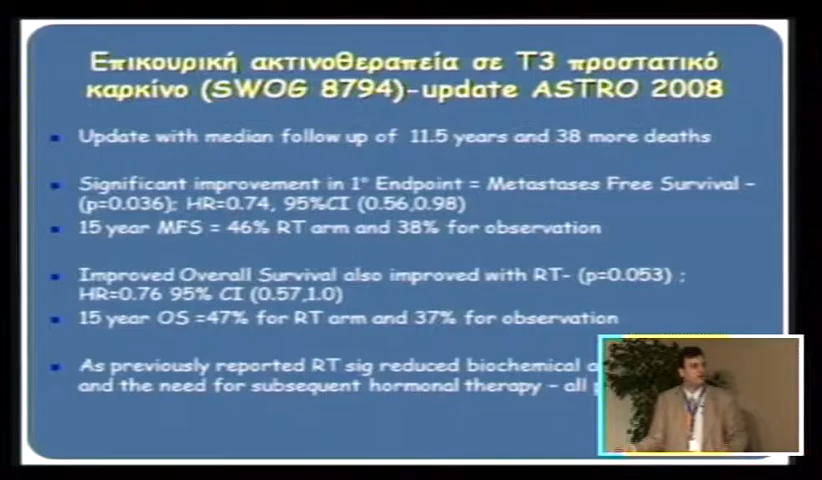 Επικουρική ακτινοθεραπεία σε Τ3 προστατικό
καρκίνο (SWOG 8794)-update ASTRO 2008
Update with median follow up of 11.5 years and 38 more deaths
Significant improvement in 1° Endpoint = Metastases Free Survival –
(p=0.036); HR=0.74, 95%CI (0.56,0.98)
15 year MFS = 46% RT arm and 38% for observation
Improved Overall Survival also improved with RT- (p=0.053) ;
HR=0.76 95% CI (0.57,1.0)
15 year OS =47% for RT arm and 37% for observation
As previously reported RT sig reduced biochemical
and the need for subsequent hormonal therapy – all